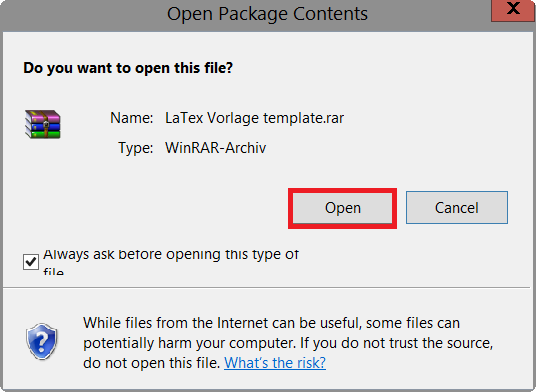 Open Package Contents
X
Do you want to open this file?
Name: LaTex Vorlage template.rar
Type: WinRAR-Archiv
Open Cancel
Always ask before opening this type of
file
While files from the Internet can be useful, some files can
potentially harm your computer. If you do not trust the source,
do not open this file. What's the risk?